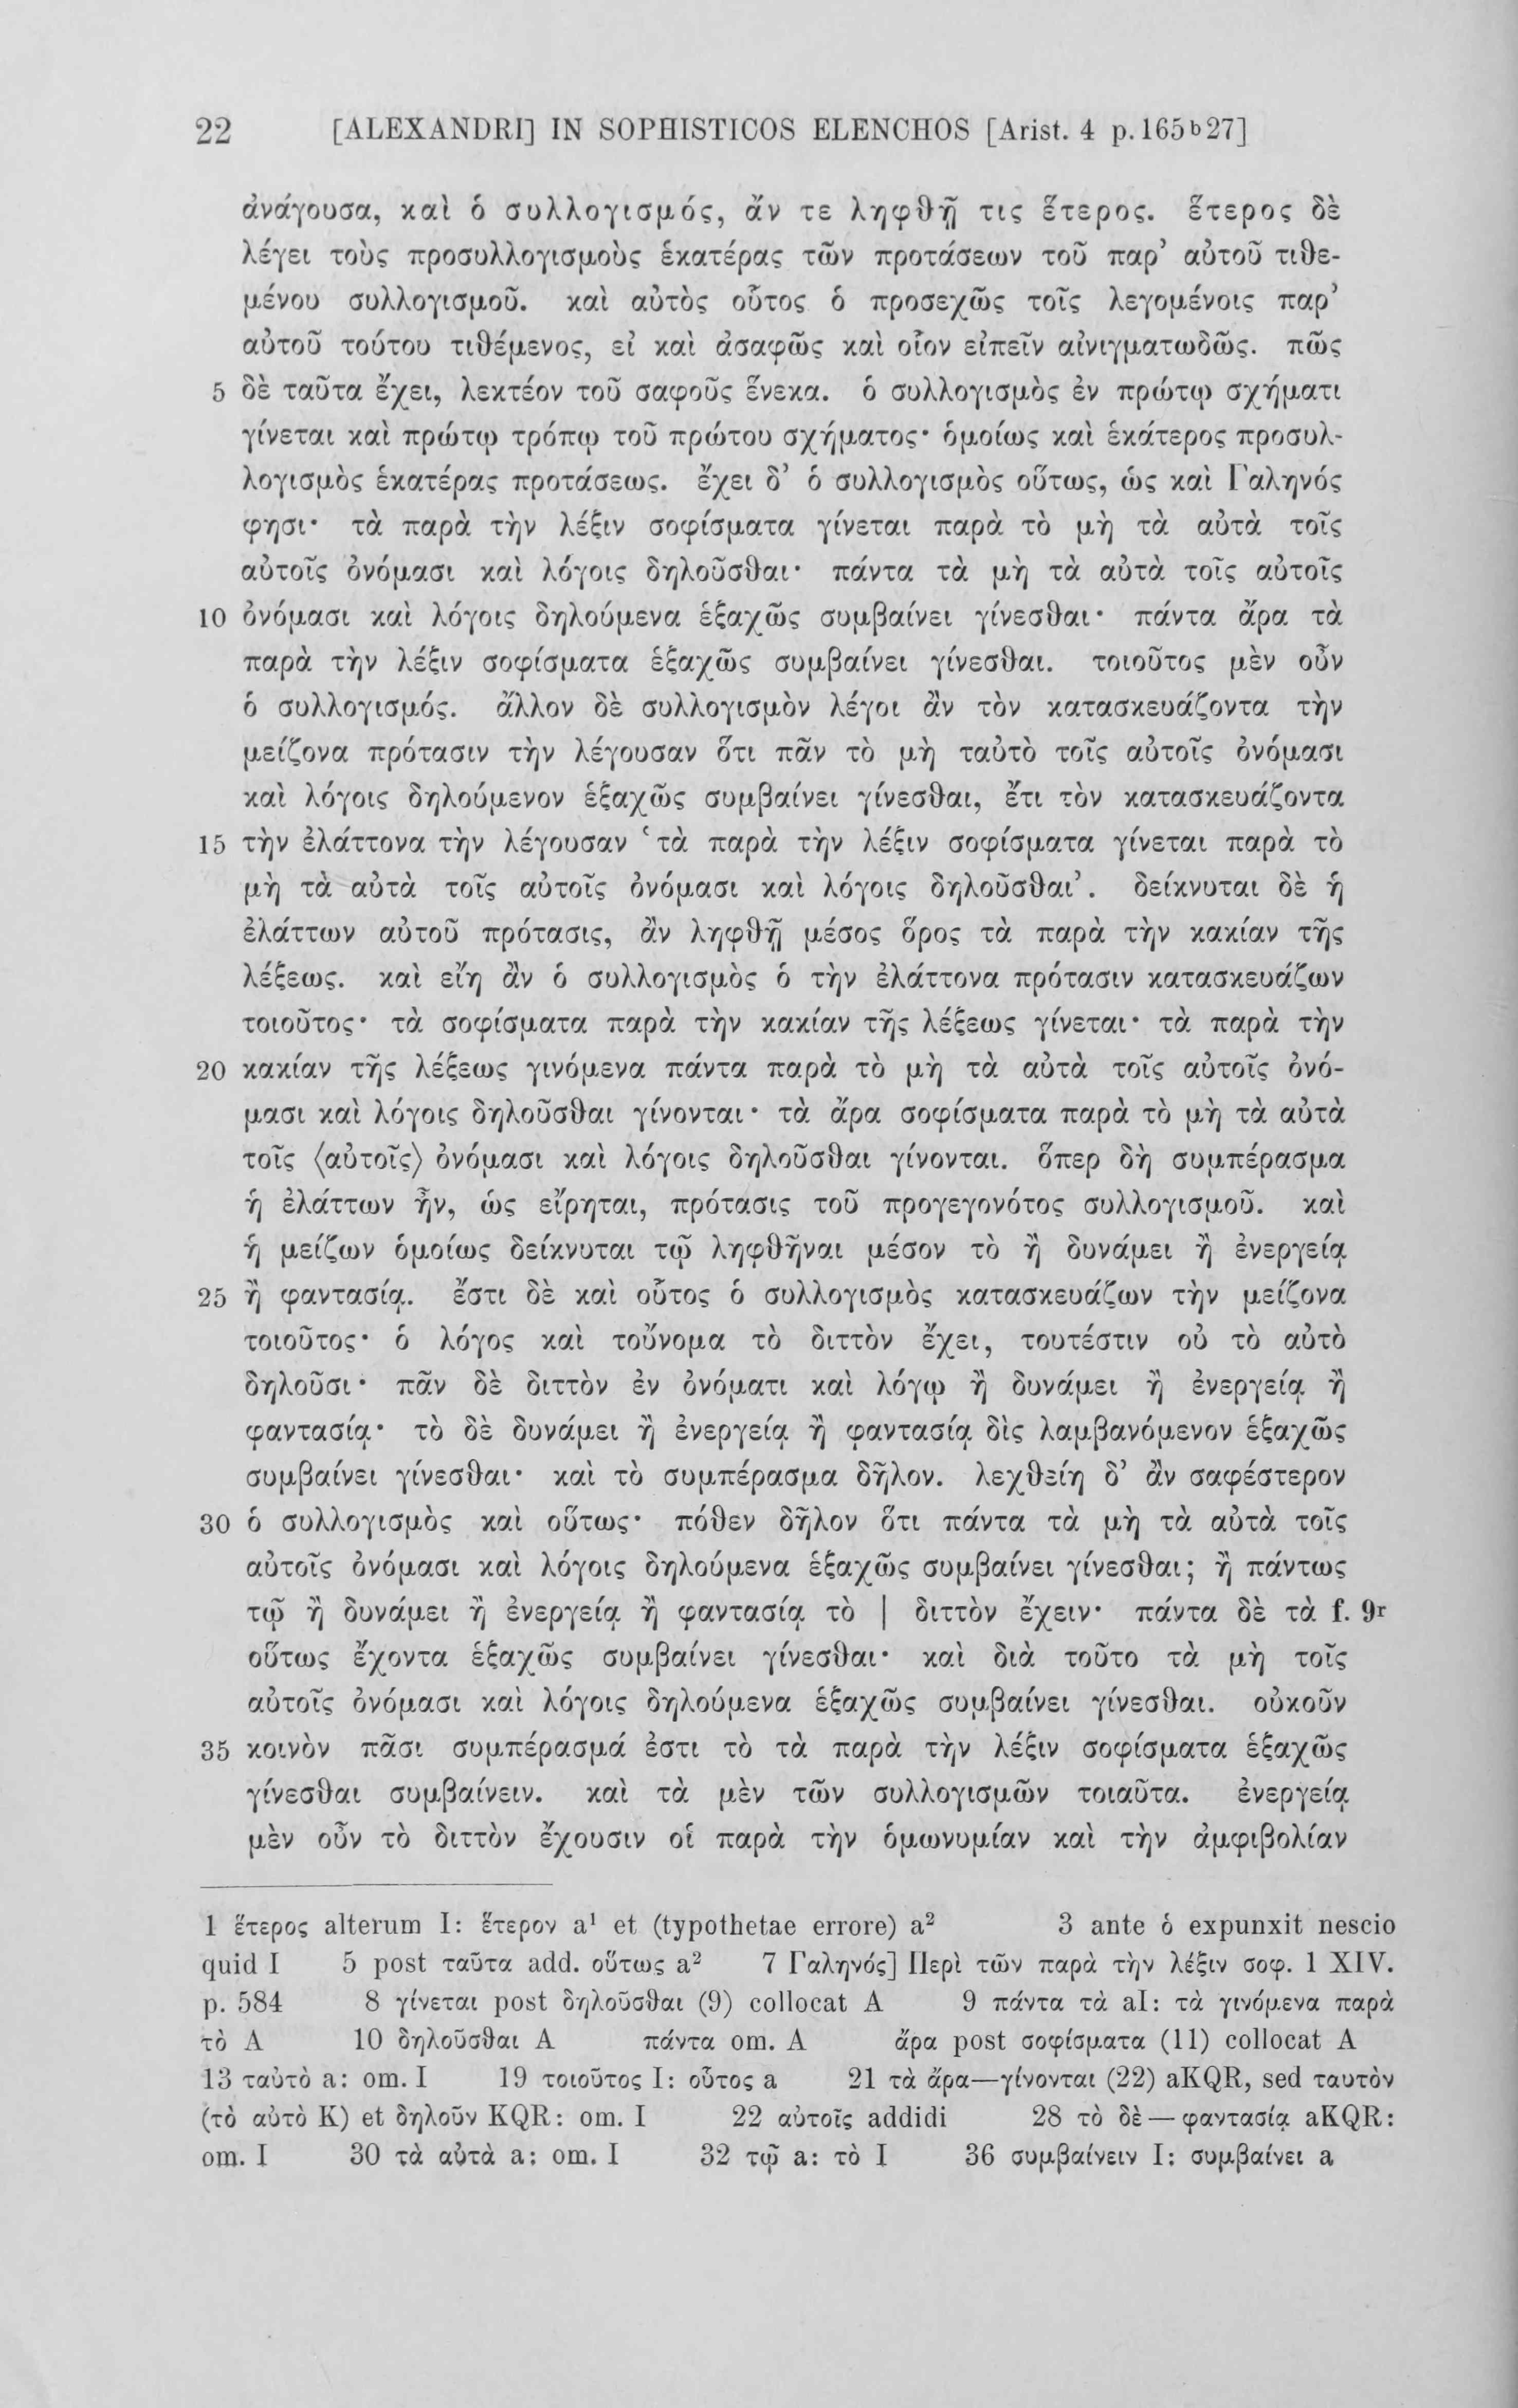 22 [ALEXANDRI] IN SOPHISTICOS ELENCHOS [Arist. 4 p. 165ᵇ27]
ἀνάγουσα, καὶ ὁ συλλογισμός, ἄν τε ληφθῇ τις ἕτερος. ἕτερος δὲ
λέγει τοὺς προσυλλογισμοὺς ἑκατέρας τῶν προτάσεων τοῦ παρ’ αὐτοῦ τιθε-
μένου συλλογισμοῦ. καὶ αὐτὸς οὗτος ὁ προσεχῶς τοῖς λεγομένοις παρ’
αὐτοῦ τούτου τιθέμενος, εἰ καὶ ἀσαφῶς καὶ οἷον εἰπεῖν αἰνιγματωδῶς. πῶς
5 δὲ ταῦτα ἔχει, λεκτέον τοῦ σαφοῦς ἕνεκα. ὁ συλλογισμὸς ἐν πρώτῳ σχήματι
γίνεται καὶ πρώτῳ τρόπῳ τοῦ πρώτου σχήματος· ὁμοίως καὶ ἑκάτερος προσυλ-
λογισμὸς ἑκατέρας προτάσεως. ἔχει δ’ ὁ συλλογισμὸς οὕτως, ὡς καὶ Γαληνός
φησι· τὰ παρὰ τὴν λέξιν σοφίσματα γίνεται παρὰ τὸ μὴ τὰ αὐτὰ τοῖς
αὐτοῖς ὀνόμασι καὶ λόγοις δηλοῦσθαι· πάντα τὰ μὴ τὰ αὐτὰ τοῖς αὐτοῖς
10 ὀνόμασι καὶ λόγοις δηλούμενα ἑξαχῶς συμβαίνει γίνεσθαι· πάντα ἄρα τὰ
παρὰ τὴν λέξιν σοφίσματα ἑξαχῶς συμβαίνει γίνεσθαι. τοιοῦτος μὲν οὖν
ὁ συλλογισμός. ἄλλον δὲ συλλογισμὸν λέγοι ἂν τὸν κατασκευάζοντα τὴν
μείζονα πρότασιν τὴν λέγουσαν ὅτι πᾶν τὸ μὴ ταὐτὸ τοῖς αὐτοῖς ὀνόμασι
καὶ λόγοις δηλούμενον ἑξαχῶς συμβαίνει γίνεσθαι, ἔτι τὸν κατασκευάζοντα
15 τὴν ἐλάττονα τὴν λέγουσαν ‘τὰ παρὰ τὴν λέξιν σοφίσματα γίνεται παρὰ τὸ
μὴ τὰ αὐτὰ τοῖς αὐτοῖς ὀνόμασι καὶ λόγοις δηλοῦσθαι’. δείκνυται δὲ ἡ
ἐλάττων αὐτοῦ πρότασις, ἂν ληφθῇ μέσος ὅρος τὰ παρὰ τὴν κακίαν τῆς
λέξεως. καὶ εἴη ἂν ὁ συλλογισμὸς ὁ τὴν ἐλάττονα πρότασιν κατασκευάζων
τοιοῦτος· τὰ σοφίσματα παρὰ τὴν κακίαν τῆς λέξεως γίνεται· τὰ παρὰ τὴν
20 κακίαν τῆς λέξεως γινόμενα πάντα παρὰ τὸ μὴ τὰ αὐτὰ τοῖς αὐτοῖς ὀνό-
μασι καὶ λόγοις δηλοῦσθαι γίνονται· τὰ ἄρα σοφίσματα παρὰ τὸ μὴ τὰ αὐτὰ
τοῖς ⟨αὐτοῖς⟩ ὀνόμασι καὶ λόγοις δηλοῦσθαι γίνονται. ὅπερ δὴ συμπέρασμα
ἡ ἐλάττων ἦν, ὡς εἴρηται, πρότασις τοῦ προγεγονότος συλλογισμοῦ. καὶ
ἡ μείζων ὁμοίως δείκνυται τῷ ληφθῆναι μέσον τὸ ἢ δυνάμει ἢ ἐνεργείᾳ
25 ἢ φαντασίᾳ. ἔστι δὲ καὶ οὗτος ὁ συλλογισμὸς κατασκευάζων τὴν μείζονα
τοιοῦτος· ὁ λόγος καὶ τοὔνομα τὸ διττὸν ἔχει, τουτέστιν οὐ τὸ αὐτὸ
δηλοῦσι· πᾶν δὲ διττὸν ἐν ὀνόματι καὶ λόγῳ ἢ δυνάμει ἢ ἐνεργείᾳ ἢ
φαντασίᾳ· τὸ δὲ δυνάμει ἢ ἐνεργείᾳ ἢ φαντασίᾳ δὶς λαμβανόμενον ἑξαχῶς
συμβαίνει γίνεσθαι· καὶ τὸ συμπέρασμα δῆλον. λεχθείη δ’ ἂν σαφέστερον
30 ὁ συλλογισμὸς καὶ οὕτως· πόθεν δῆλον ὅτι πάντα τὰ μὴ τὰ αὐτὰ τοῖς
αὐτοῖς ὀνόμασι καὶ λόγοις δηλούμενα ἑξαχῶς συμβαίνει γίνεσθαι; ἢ πάντως
τῷ ἢ δυνάμει ἢ ἐνεργείᾳ ἢ φαντασίᾳ τὸ | διττὸν ἔχειν· πάντα δὲ τὰ f. 9ʳ
οὕτως ἔχοντα ἑξαχῶς συμβαίνει γίνεσθαι· καὶ διὰ τοῦτο τὰ μὴ τοῖς
αὐτοῖς ὀνόμασι καὶ λόγοις δηλούμενα ἑξαχῶς συμβαίνει γίνεσθαι. οὐκοῦν
35 κοινὸν πᾶσι συμπέρασμά ἐστι τὸ τὰ παρὰ τὴν λέξιν σοφίσματα ἑξαχῶς
γίνεσθαι συμβαίνειν. καὶ τὰ μὲν τῶν συλλογισμῶν τοιαῦτα. ἐνεργείᾳ
μὲν οὖν τὸ διττὸν ἔχουσιν οἱ παρὰ τὴν ὁμωνυμίαν καὶ τὴν ἀμφιβολίαν
1 ἕτερος alterum I: ἕτερον a¹ et (typothetae errore) a² 3 ante ὁ expunxit nescio
quid I 5 post ταῦτα add. οὕτως a² 7 Γαληνός] Περὶ τῶν παρὰ τὴν λέξιν σοφ. 1 XIV.
p. 584 8 γίνεται post δηλοῦσθαι (9) collocat A 9 πάντα τὰ aI: τὰ γινόμενα παρὰ
τὸ A 10 δηλοῦσθαι A πάντα om. A ἄρα post σοφίσματα (11) collocat A
13 ταὐτὸ a: om. I 19 τοιοῦτος I: οὗτος a 21 τὰ ἄρα—γίνονται (22) aKQR, sed ταυτὸν
(τὸ αὐτὸ K) et δηλοῦν KQR: om. I 22 αὐτοῖς addidi 28 τὸ δὲ — φαντασίᾳ aKQR:
om. I 30 τὰ αὐτὰ a: om. I 32 τῷ a: τὸ I 36 συμβαίνειν I: συμβαίνει a